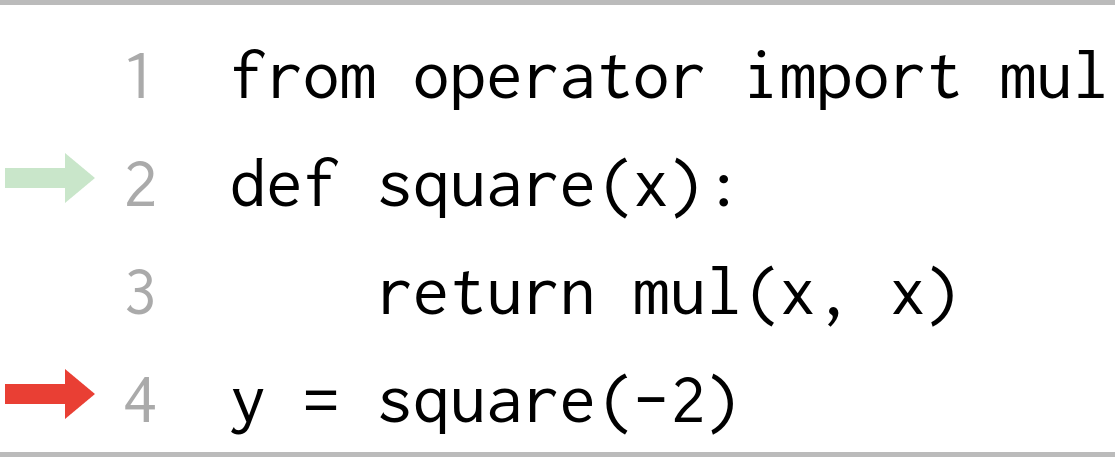 1 from operator import mul
2 def square(x):
3     return mul(x, x)
4 y = square(-2)